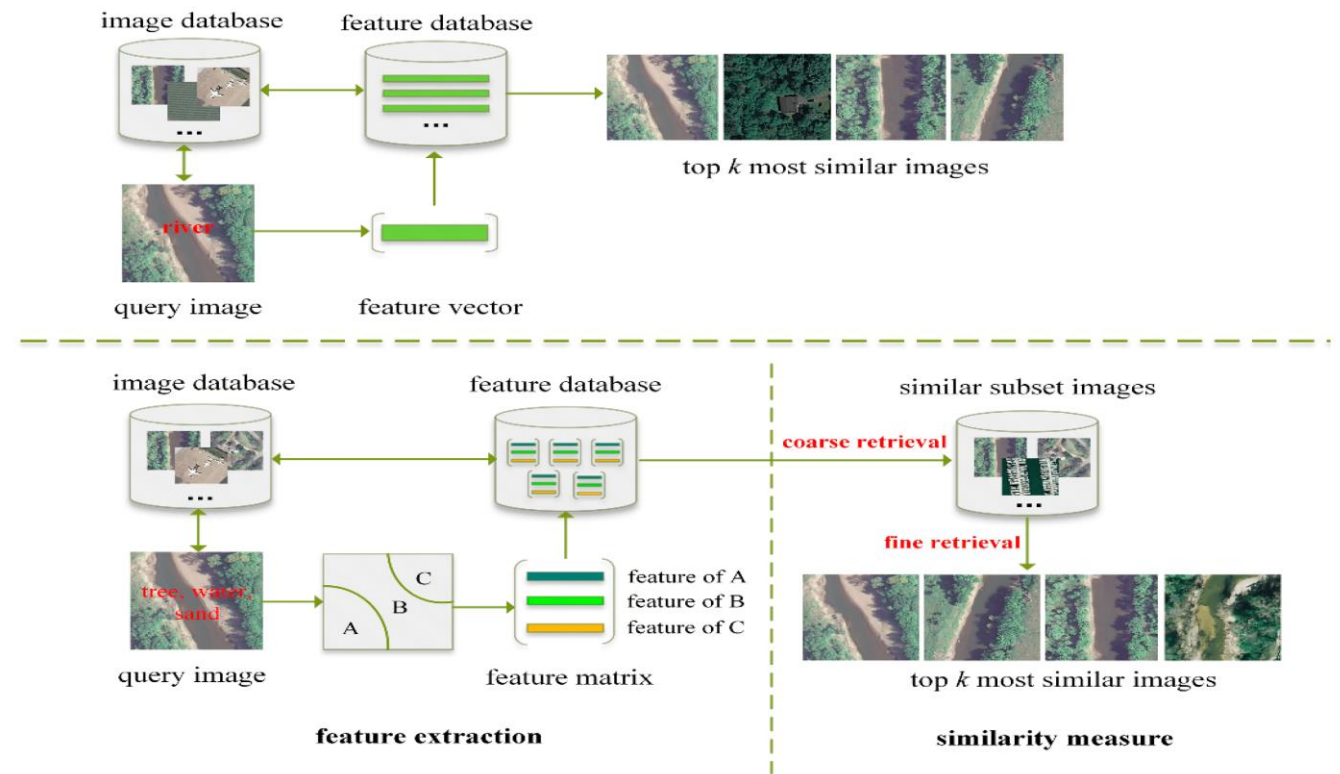 image database
feature database
...
...
top k most similar images
river
query image
feature vector
image database
feature database
similar subset images
coarse retrieval
...
...
fine retrieval
tree, water,
sand
A
B
C
feature of A
feature of B
feature of C
query image
feature matrix
top k most similar images
feature extraction
similarity measure